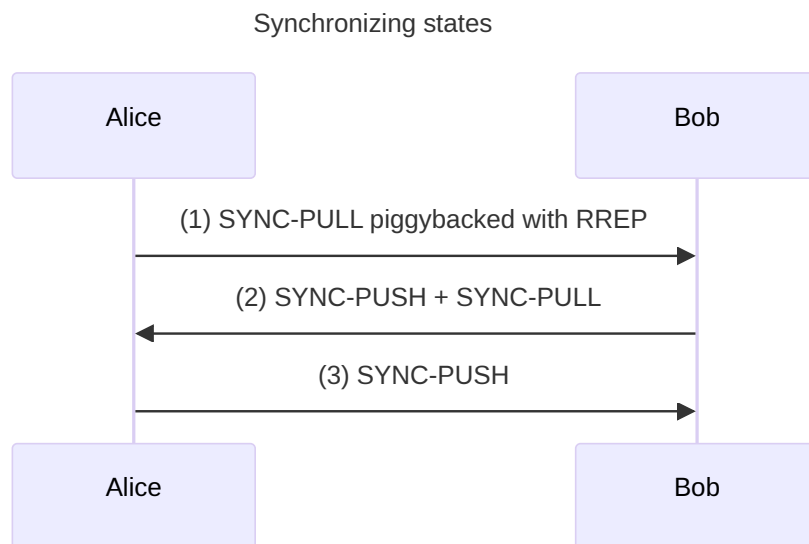 Synchronizing states
Alice
Bob
(1) SYNC-PULL piggybacked with RREP
(2) SYNC-PUSH + SYNC-PULL
(3) SYNC-PUSH
Alice
Bob